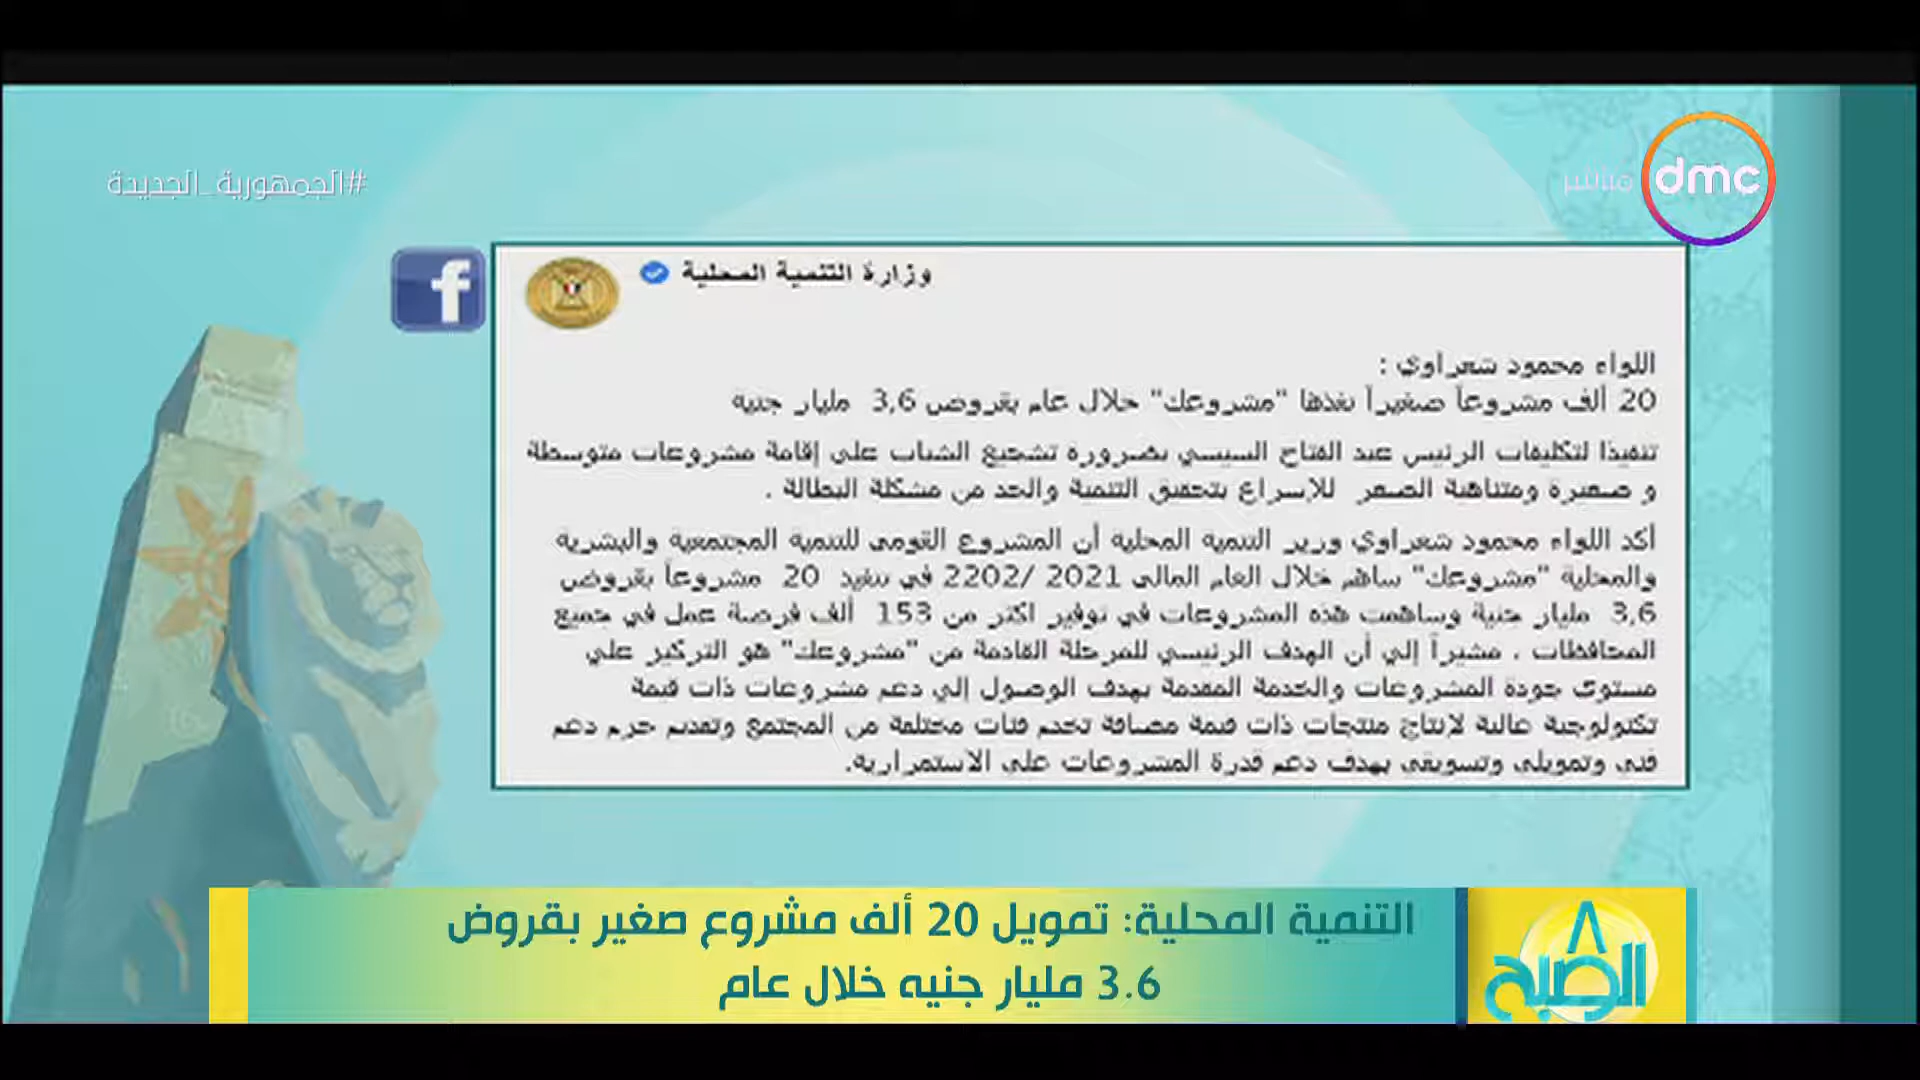 #الجمهورية_الجديدة
مباشر
dmc
f
وزارة التنمية المحلية
اللواء محمود شعراوي :
20 ألف مشروعاً صغيراً نفذها "مشروعك" خلال عام بقروض 3,6 مليار جنية
تنفيذا لتكليفات الرئيس عبد الفتاح السيسي بضرورة تشجيع الشباب على إقامة مشروعات متوسطة
و صغيرة ومتناهية الصغر للإسراع بتحقيق التنمية والحد من مشكلة البطالة .
أكد اللواء محمود شعراوي وزير التنمية المحلية أن المشروع القومى للتنمية المجتمعية والبشرية
والمحلية "مشروعك" ساهم خلال العام المالى 2021 /2202 في تنفيذ 20 مشروعاً بقروض
3,6 مليار جنية وساهمت هذه المشروعات في توفير اكثر من 153 ألف فرصة عمل في جميع
المحافظات ، مشيراً إلي أن الهدف الرئيسي للمرحلة القادمة من "مشروعك" هو التركيز علي
مستوى جودة المشروعات والخدمة المقدمة بهدف الوصول إلي دعم مشروعات ذات قيمة
تكنولوجية عالية لإنتاج منتجات ذات قيمة مضافة تخدم فئات مختلفة من المجتمع وتقديم حزم دعم
فني وتمويلى وتسويقى بهدف دعم قدرة المشروعات على الاستمرارية.
التنمية المحلية: تمويل 20 ألف مشروع صغير بقروض
3.6 مليار جنيه خلال عام
٨ الصبح